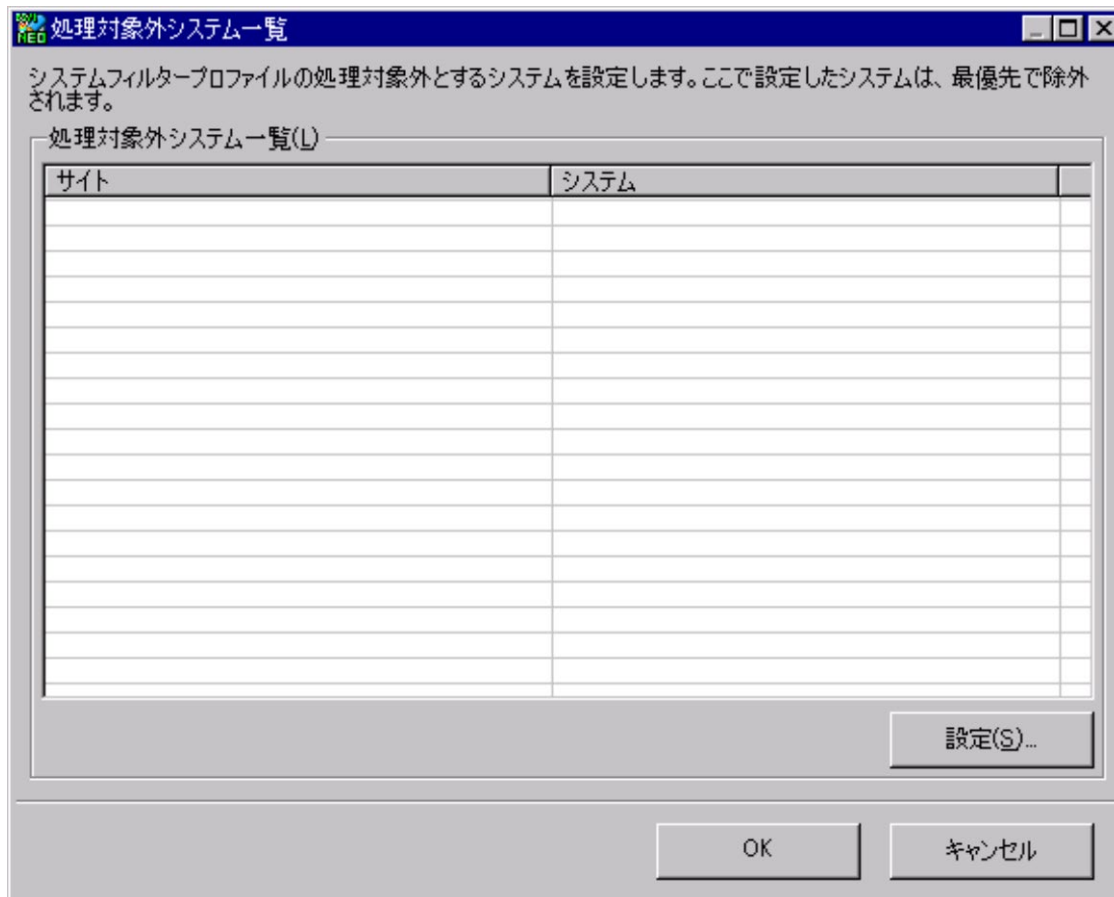 処理対象外システム一覧
システムフィルタープロファイルの処理対象外とするシステムを設定します。ここで設定したシステムは、最優先で除外
されます。
処理対象外システム一覧(L)
サイト システム
設定(S)...
OK キャンセル